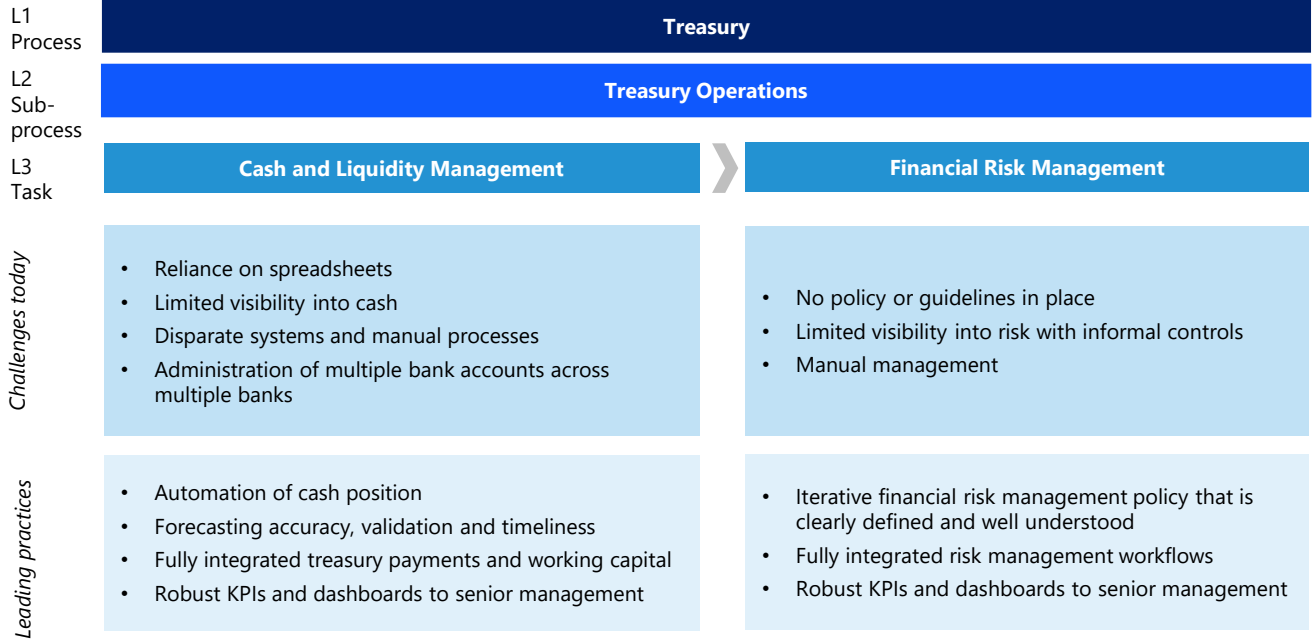 L1
Process
Treasury
L2
Sub-
process
Treasury Operations
L3
Task
Cash and Liquidity Management
Financial Risk Management
Challenges today
• Reliance on spreadsheets
• Limited visibility into cash
• Disparate systems and manual processes
• Administration of multiple bank accounts across
multiple banks
• No policy or guidelines in place
• Limited visibility into risk with informal controls
• Manual management
Leading practices
• Automation of cash position
• Forecasting accuracy, validation and timeliness
• Fully integrated treasury payments and working capital
• Robust KPIs and dashboards to senior management
• Iterative financial risk management policy that is
clearly defined and well understood
• Fully integrated risk management workflows
• Robust KPIs and dashboards to senior management